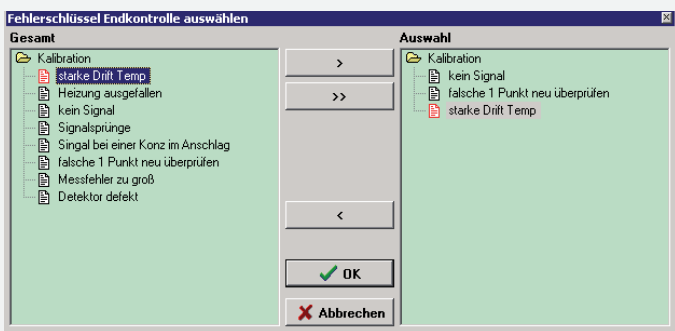 Fehlerschlüssel Endkontrolle auswählen
Gesamt
Kalibration
starke Drift Temp
Heizung ausgefallen
kein Signal
Signalsprünge
Singal bei einer Konz im Anschlag
falsche 1 Punkt neu überprüfen
Messfehler zu groß
Detektor defekt
>
>>
<
OK
Abbrechen
Auswahl
Kalibration
kein Signal
falsche 1 Punkt neu überprüfen
starke Drift Temp